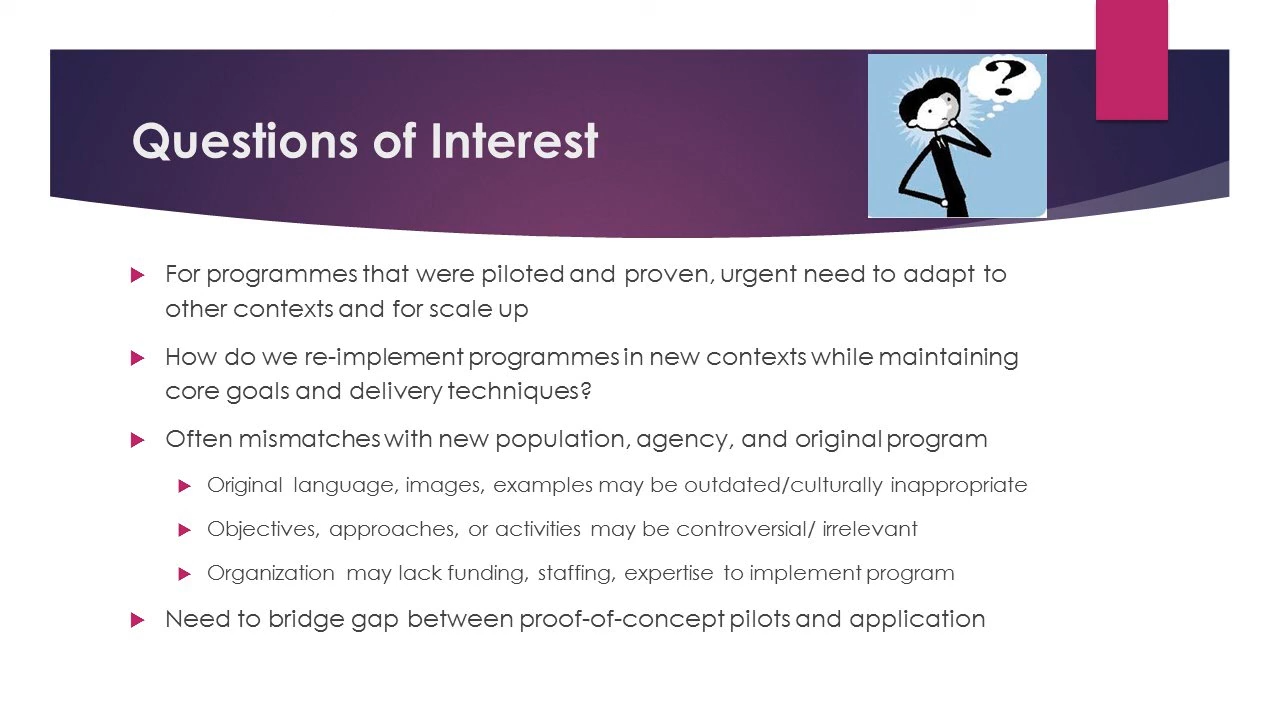 Questions of Interest
?
For programmes that were piloted and proven, urgent need to adapt to
other contexts and for scale up
How do we re-implement programmes in new contexts while maintaining
core goals and delivery techniques?
Often mismatches with new population, agency, and original program
Original language, images, examples may be outdated/culturally inappropriate
Objectives, approaches, or activities may be controversial/ irrelevant
Organization may lack funding, staffing, expertise to implement program
Need to bridge gap between proof-of-concept pilots and application